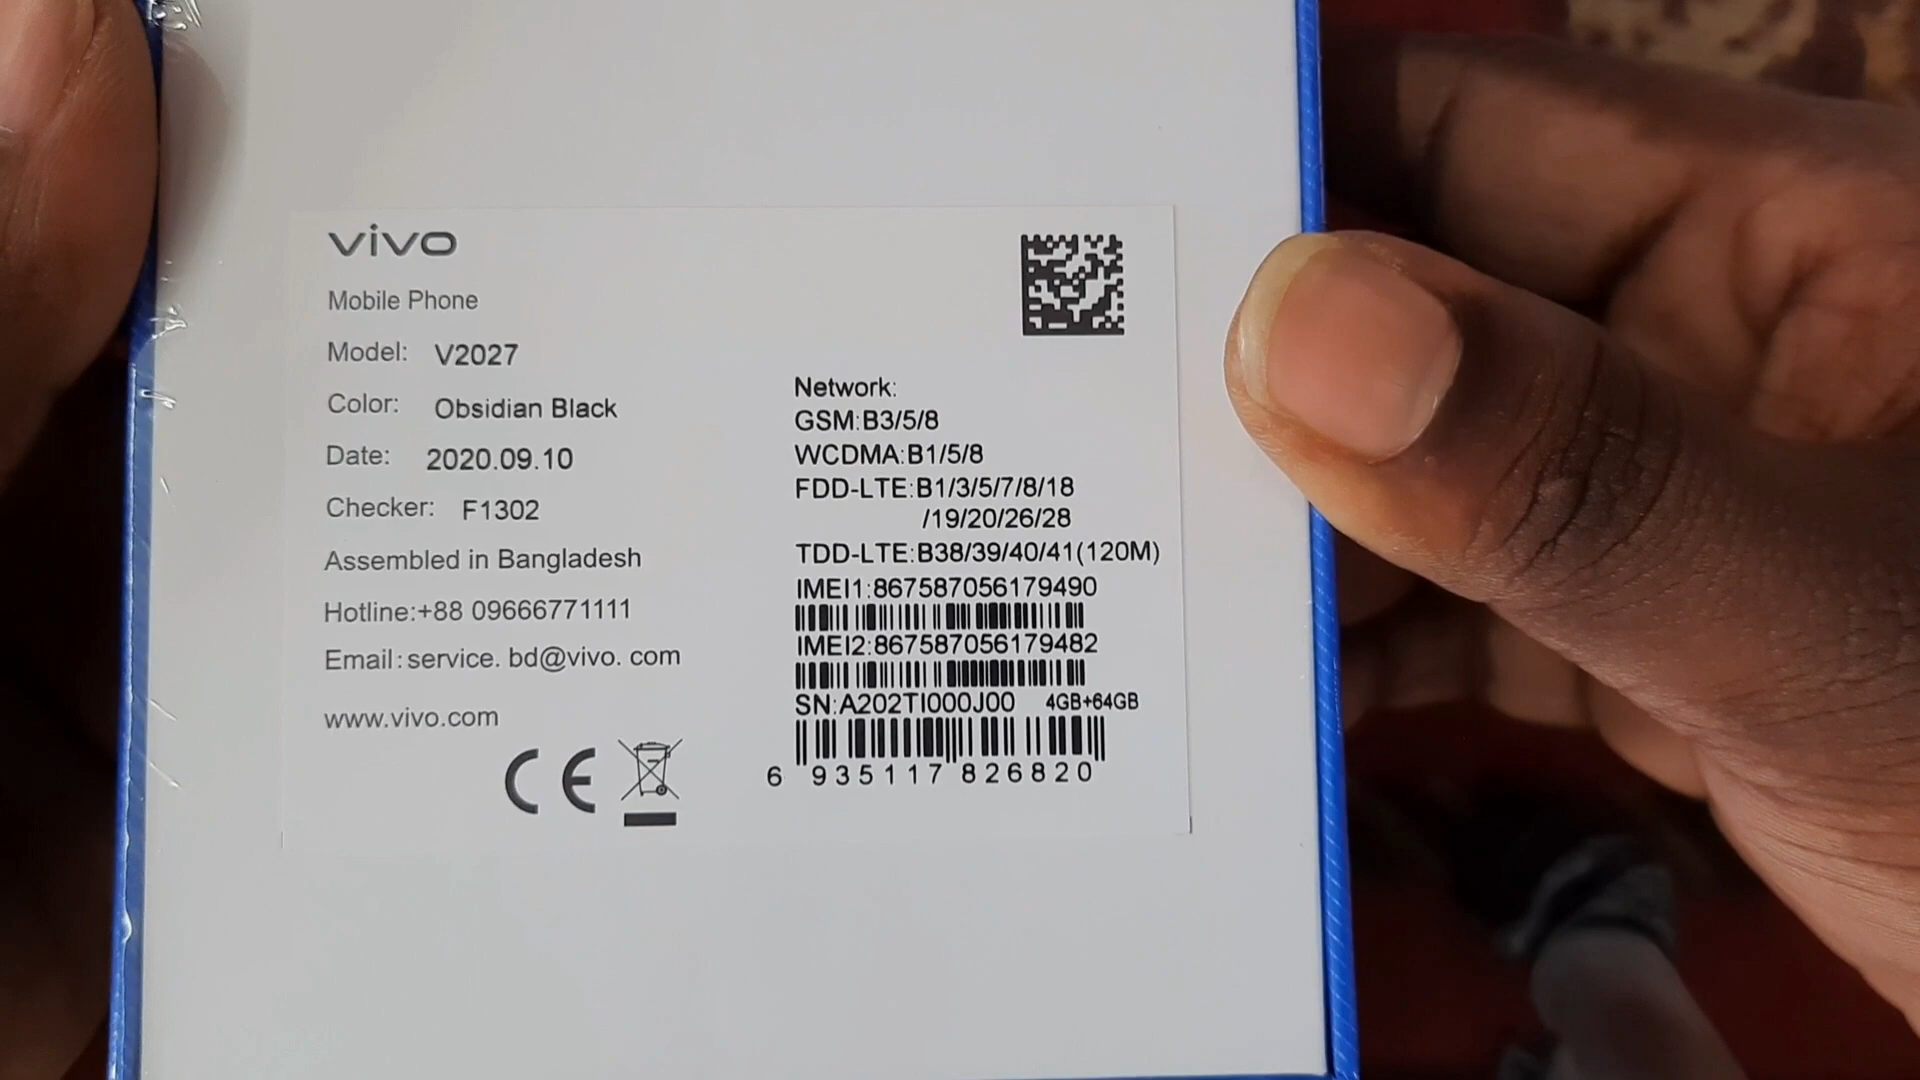 vivo
Mobile Phone
Model: V2027
Color: Obsidian Black
Date: 2020.09.10
Checker: F1302
Assembled in Bangladesh
Hotline:+88 09666771111
Email:service. bd@vivo. com
www.vivo.com
CE
Network:
GSM:B3/5/8
WCDMA:B1/5/8
FDD-LTE:B1/3/5/7/8/18
/19/20/26/28
TDD-LTE:B38/39/40/41(120M)
IMEI1:867587056179490
IMEI2:867587056179482
SN:A202TI000J00 4GB+64GB
6 935117 826820